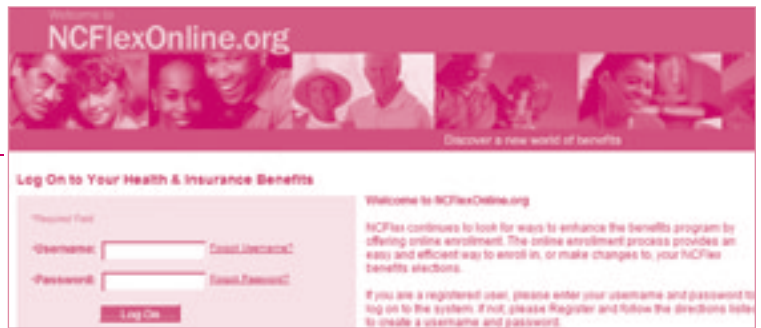 Welcome to
NCFlexOnline.org
Discover a new world of benefits
Log On to Your Health & Insurance Benefits
*Required Field
*Username:
Forgot Username?
*Password:
Forgot Password?
Log On
Welcome to NCFlexOnline.org
NCFlex continues to look for ways to enhance the benefits program by
offering online enrollment. The online enrollment process provides an
easy and efficient way to enroll in, or make changes to, your NCFlex
benefits elections.
If you are a registered user, please enter your username and password to
log on to the system. If not, please Register and follow the directions listed
to create a username and password.